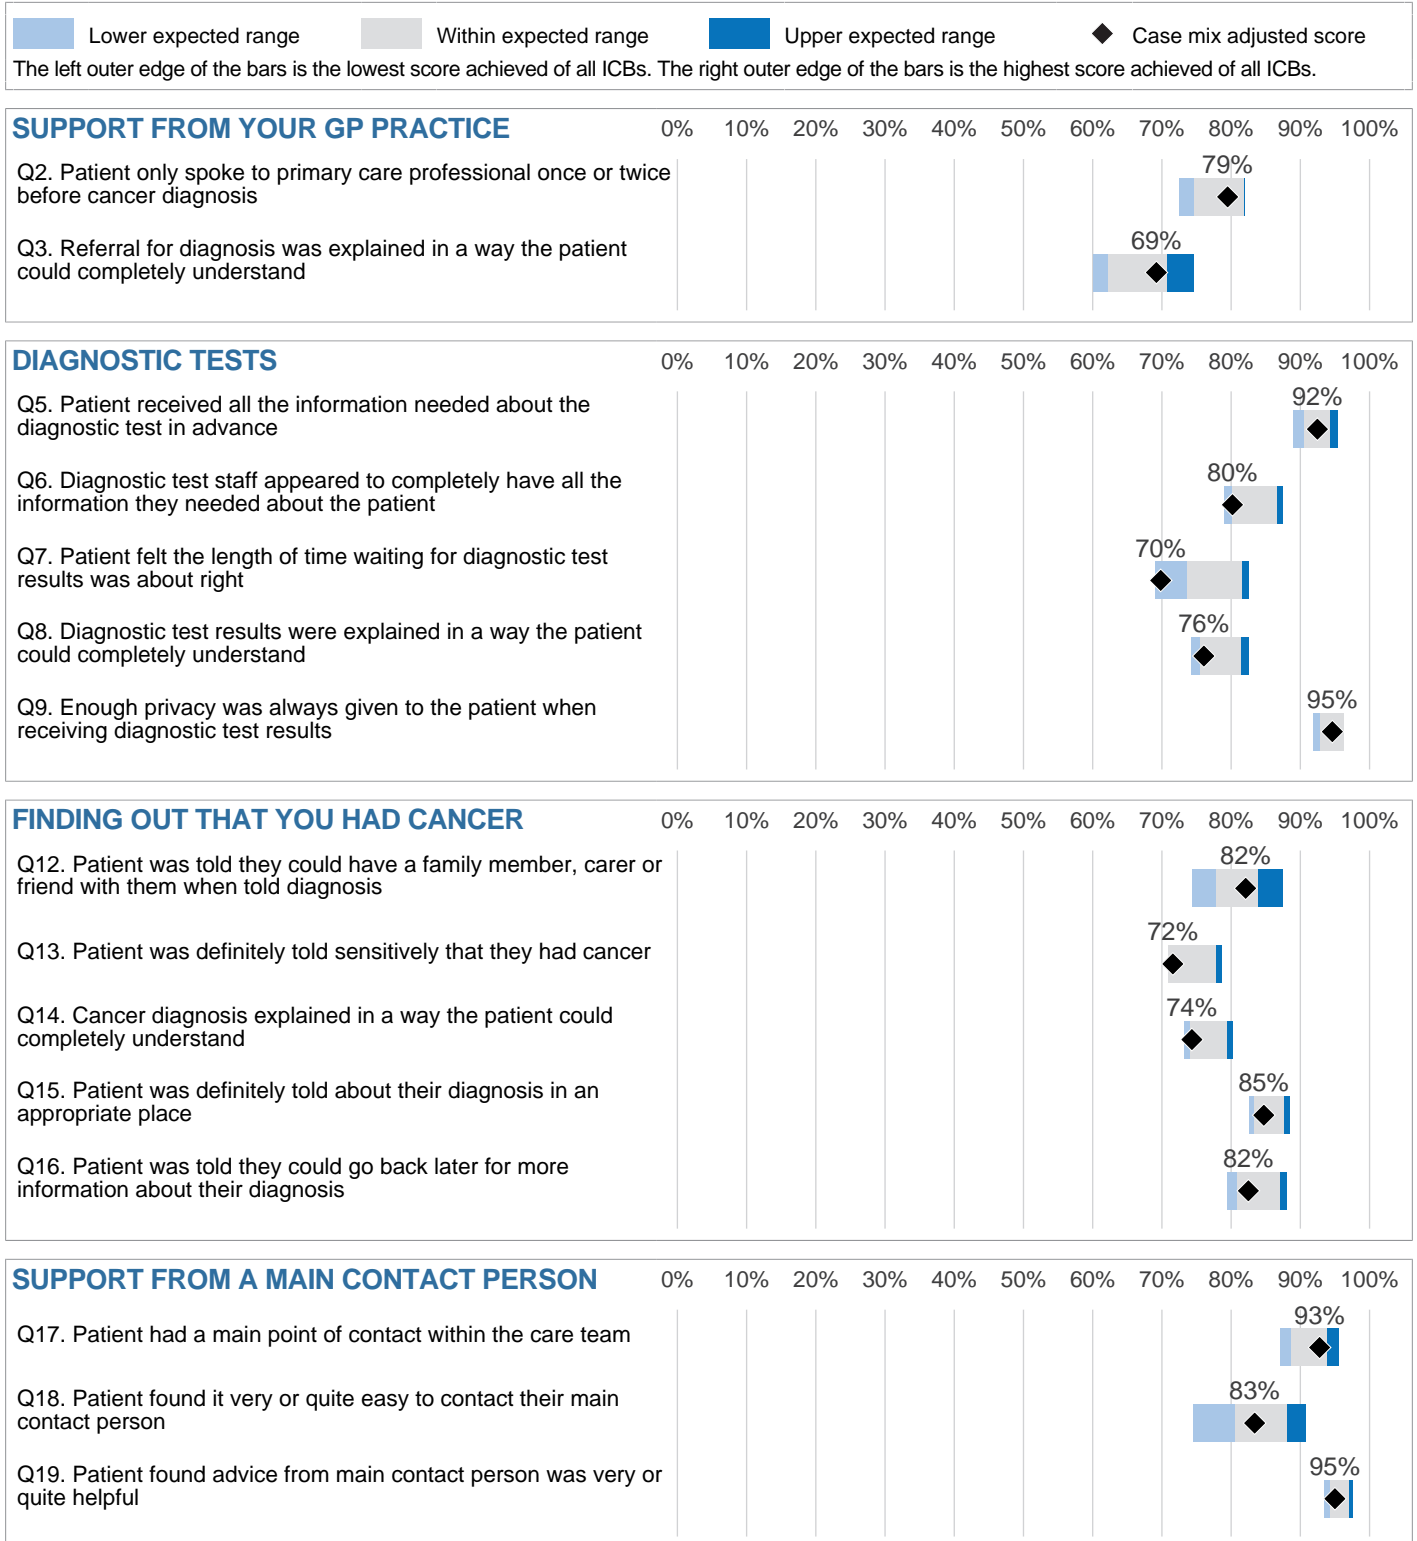 Lower expected range Within expected range Upper expected range Case mix adjusted score
The left outer edge of the bars is the lowest score achieved of all ICBs. The right outer edge of the bars is the highest score achieved of all ICBs.
SUPPORT FROM YOUR GP PRACTICE 0% 10% 20% 30% 40% 50% 60% 70% 80% 90% 100%
79%
Q2. Patient only spoke to primary care professional once or twice
before cancer diagnosis
69%
Q3. Referral for diagnosis was explained in a way the patient
could completely understand
DIAGNOSTIC TESTS 0% 10% 20% 30% 40% 50% 60% 70% 80% 90% 100%
92%
Q5. Patient received all the information needed about the
diagnostic test in advance
80%
Q6. Diagnostic test staff appeared to completely have all the
information they needed about the patient
70%
Q7. Patient felt the length of time waiting for diagnostic test
results was about right
76%
Q8. Diagnostic test results were explained in a way the patient
could completely understand
95%
Q9. Enough privacy was always given to the patient when
receiving diagnostic test results
FINDING OUT THAT YOU HAD CANCER 0% 10% 20% 30% 40% 50% 60% 70% 80% 90% 100%
82%
Q12. Patient was told they could have a family member, carer or
friend with them when told diagnosis
72%
Q13. Patient was definitely told sensitively that they had cancer
74%
Q14. Cancer diagnosis explained in a way the patient could
completely understand
85%
Q15. Patient was definitely told about their diagnosis in an
appropriate place
82%
Q16. Patient was told they could go back later for more
information about their diagnosis
SUPPORT FROM A MAIN CONTACT PERSON 0% 10% 20% 30% 40% 50% 60% 70% 80% 90% 100%
93%
Q17. Patient had a main point of contact within the care team
83%
Q18. Patient found it very or quite easy to contact their main
contact person
95%
Q19. Patient found advice from main contact person was very or
quite helpful